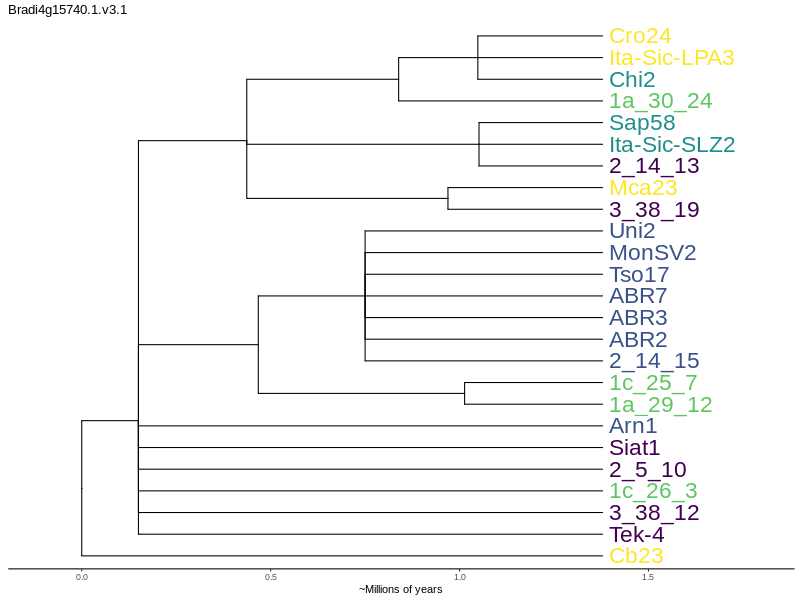 Bradi4g15740.1.v3.1
Cro24
Ita-Sic-LPA3
Chi2
1a_30_24
Sap58
Ita-Sic-SLZ2
2_14_13
Mca23
3_38_19
Uni2
MonSV2
Tso17
ABR7
ABR3
ABR2
2_14_15
1c_25_7
1a_29_12
Arn1
Siat1
2_5_10
1c_26_3
3_38_12
Tek-4
Cb23
0.0 0.5 1.0 1.5
~Millions of years